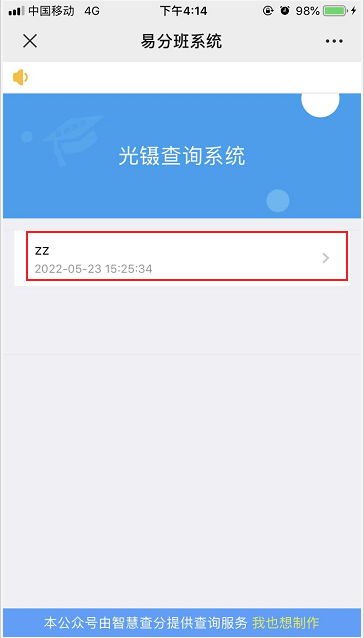 中国移动 4G 下午4:14 98%
易分班系统
光镊查询系统
zz
2022-05-23 15:25:34
本公众号由智慧查分提供查询服务 我也想制作